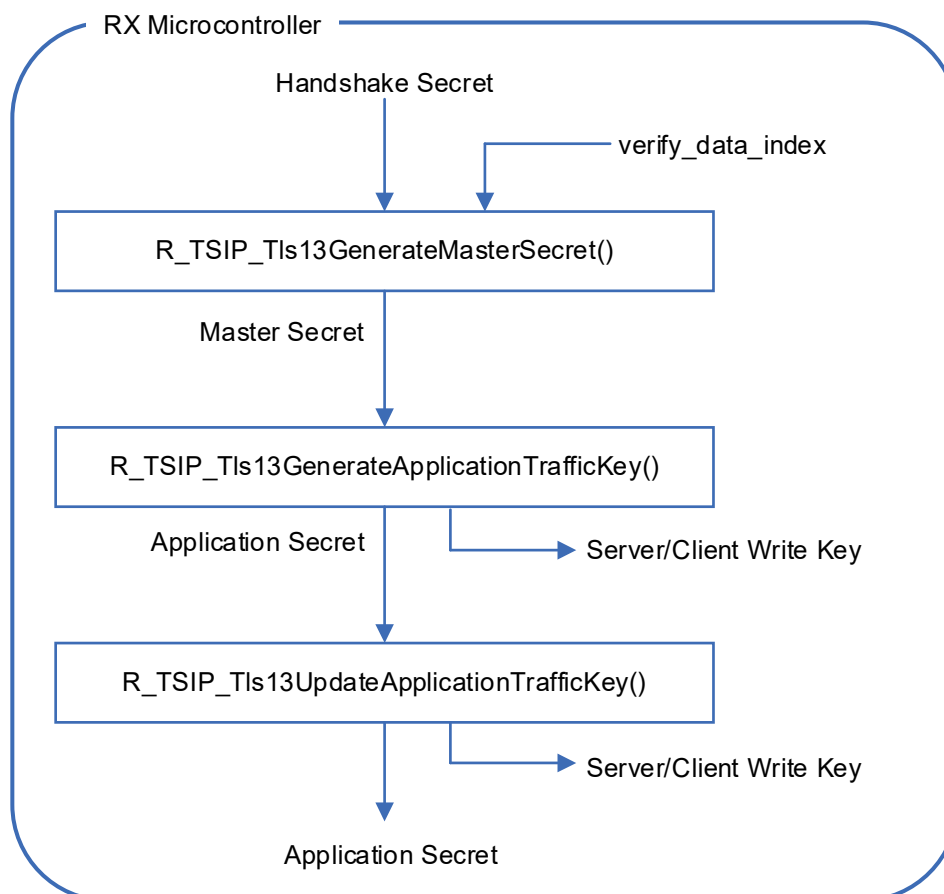 RX Microcontroller
Handshake Secret
verify_data_index
R_TSIP_Tls13GenerateMasterSecret()
Master Secret
R_TSIP_Tls13GenerateApplicationTrafficKey()
Application Secret
Server/Client Write Key
R_TSIP_Tls13UpdateApplicationTrafficKey()
Server/Client Write Key
Application Secret